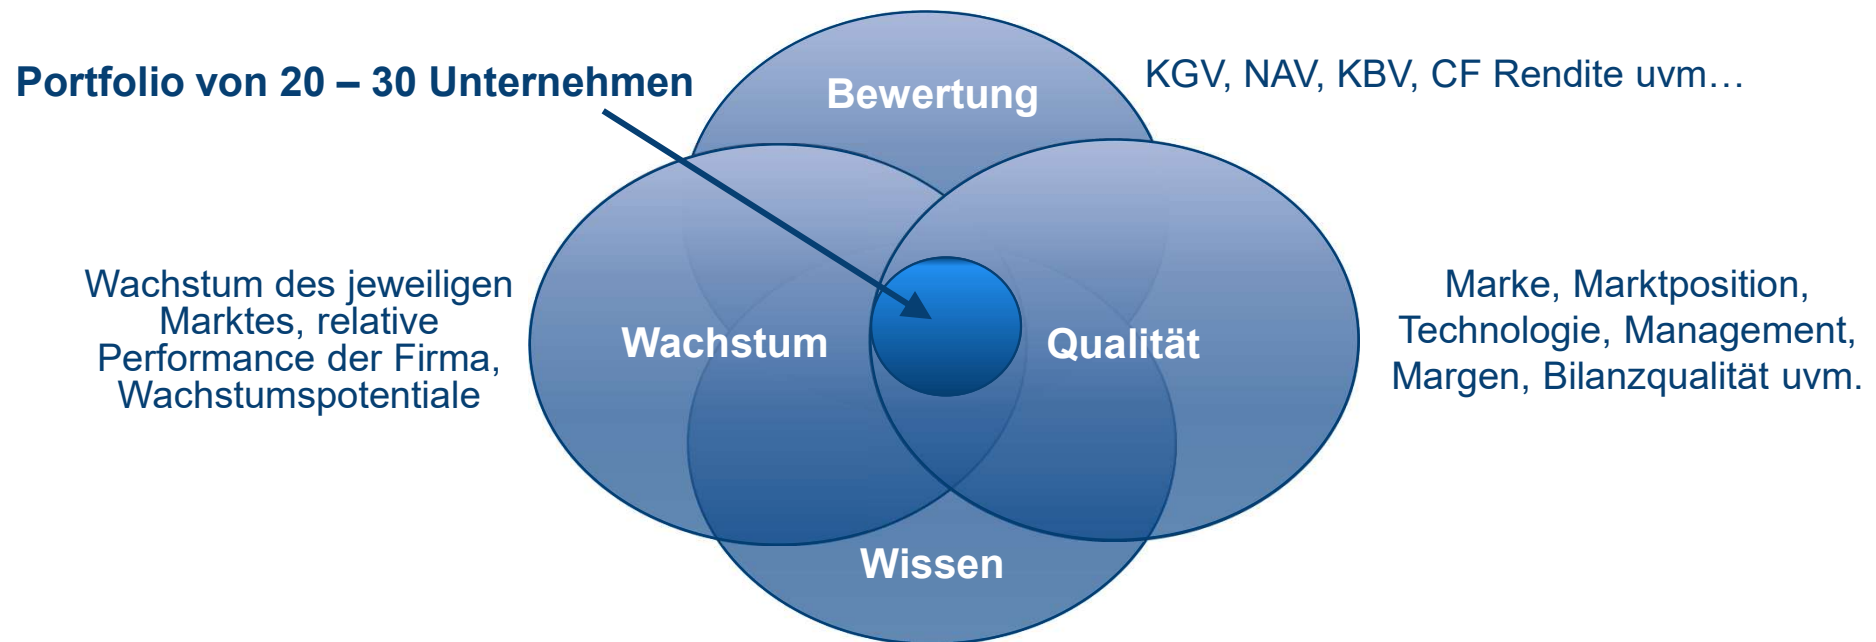 Portfolio von 20 – 30 Unternehmen
Bewertung
KGV, NAV, KBV, CF Rendite uvm…
Wachstum des jeweiligen
Marktes, relative
Performance der Firma,
Wachstumspotentiale
Wachstum
Qualität
Marke, Marktposition,
Technologie, Management,
Margen, Bilanzqualität uvm.
Wissen